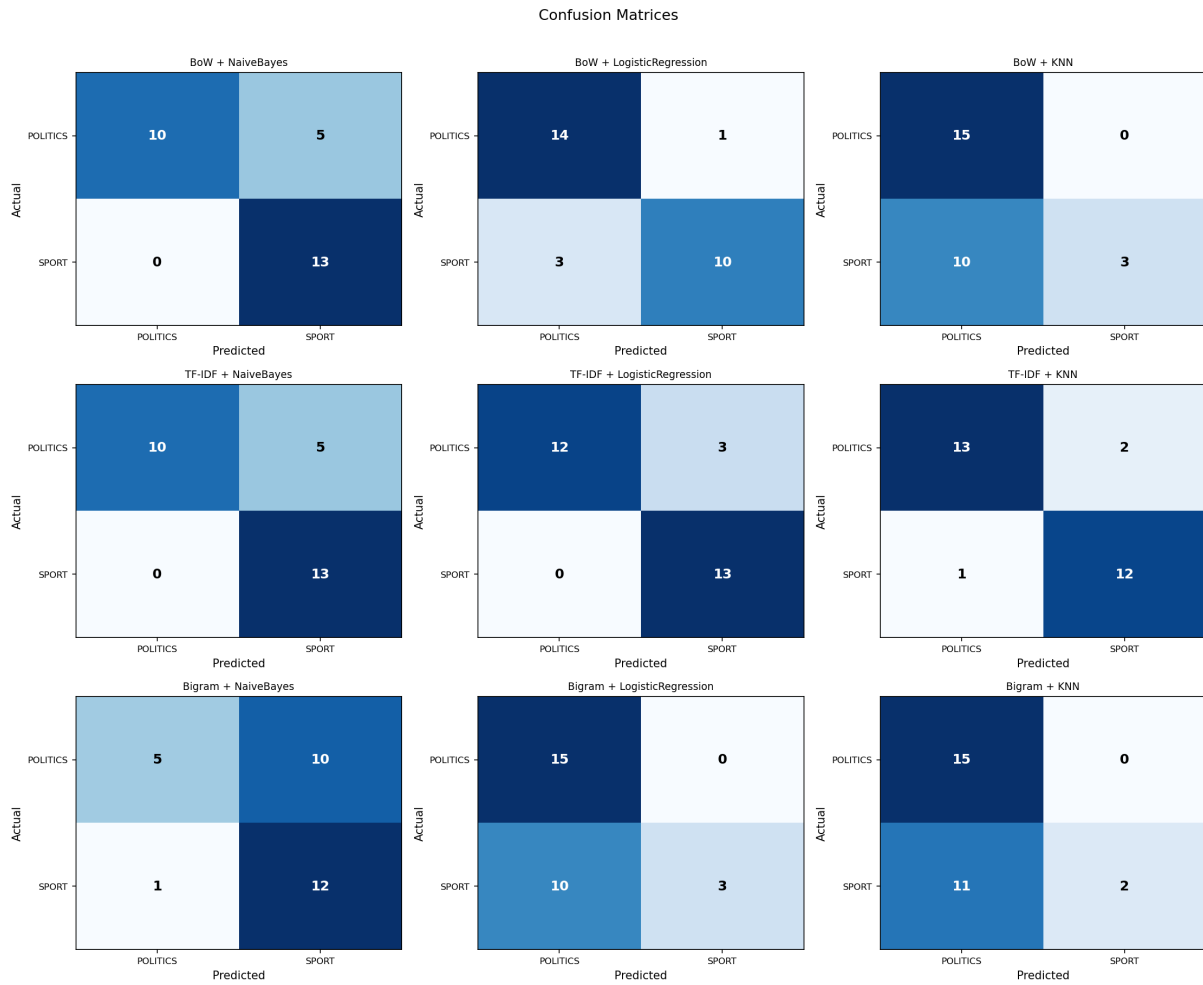 Confusion Matrices
BoW + NaiveBayes
POLITICS
10
5
SPORT
0
13
Actual
POLITICS
SPORT
Predicted
BoW + LogisticRegression
POLITICS
14
1
SPORT
3
10
Actual
POLITICS
SPORT
Predicted
BoW + KNN
POLITICS
15
0
SPORT
10
3
Actual
POLITICS
SPORT
Predicted
TF-IDF + NaiveBayes
POLITICS
10
5
SPORT
0
13
Actual
POLITICS
SPORT
Predicted
TF-IDF + LogisticRegression
POLITICS
12
3
SPORT
0
13
Actual
POLITICS
SPORT
Predicted
TF-IDF + KNN
POLITICS
13
2
SPORT
1
12
Actual
POLITICS
SPORT
Predicted
Bigram + NaiveBayes
POLITICS
5
10
SPORT
1
12
Actual
POLITICS
SPORT
Predicted
Bigram + LogisticRegression
POLITICS
15
0
SPORT
10
3
Actual
POLITICS
SPORT
Predicted
Bigram + KNN
POLITICS
15
0
SPORT
11
2
Actual
POLITICS
SPORT
Predicted